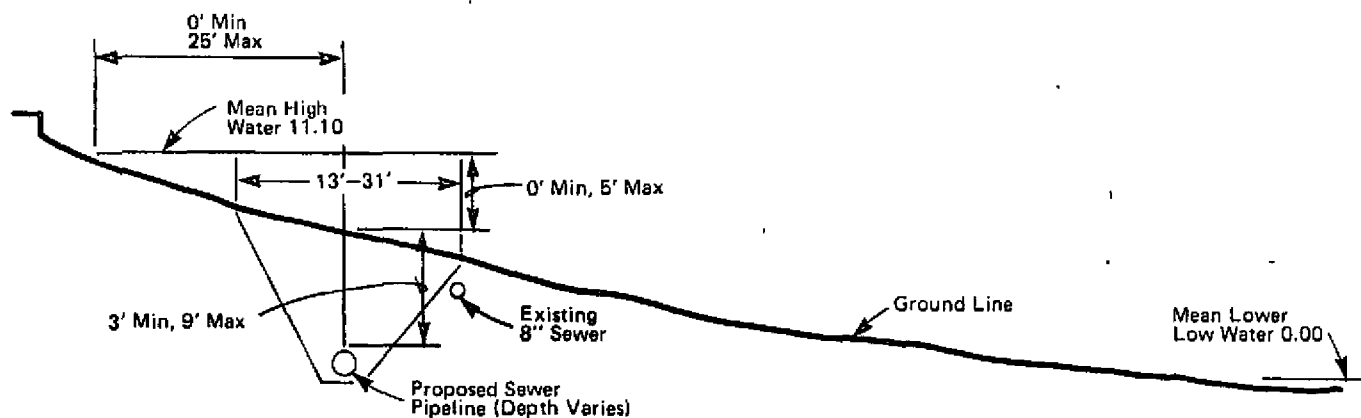 0' Min
25' Max
Mean High
Water 11.10
13'-31'
0' Min, 5' Max
3' Min, 9' Max
Existing
8" Sewer
Ground Line
Mean Lower
Low Water 0.00
Proposed Sewer
Pipeline (Depth Varies)